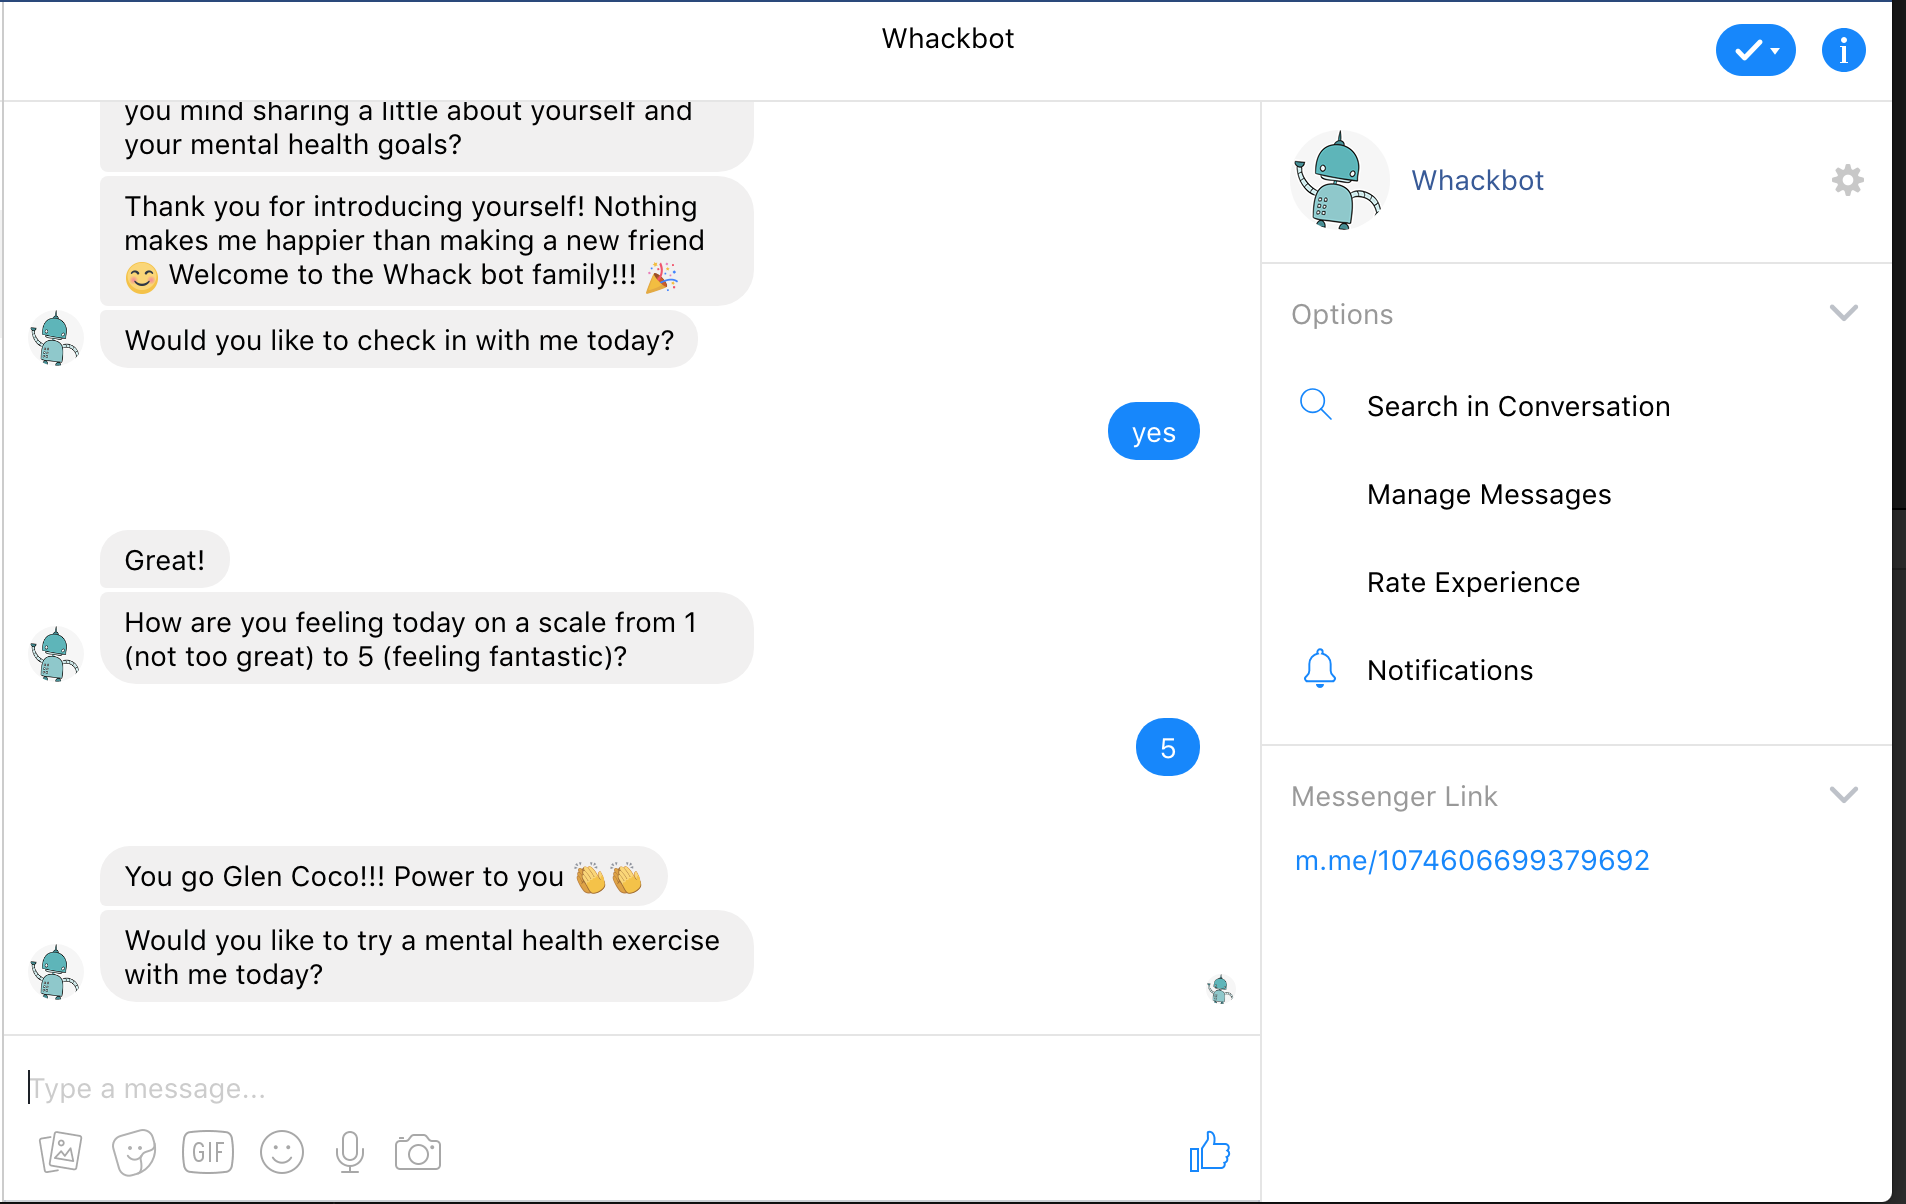 Whackbot
you mind sharing a little about yourself and
your mental health goals?
Thank you for introducing yourself! Nothing
makes me happier than making a new friend
😊 Welcome to the Whack bot family!!! 🎉
Would you like to check in with me today?
yes
Great!
How are you feeling today on a scale from 1
(not too great) to 5 (feeling fantastic)?
5
You go Glen Coco!!! Power to you 👏👏
Would you like to try a mental health exercise
with me today?
Type a message...
GIF
Whackbot
Options
Search in Conversation
Manage Messages
Rate Experience
Notifications
Messenger Link
m.me/1074606699379692